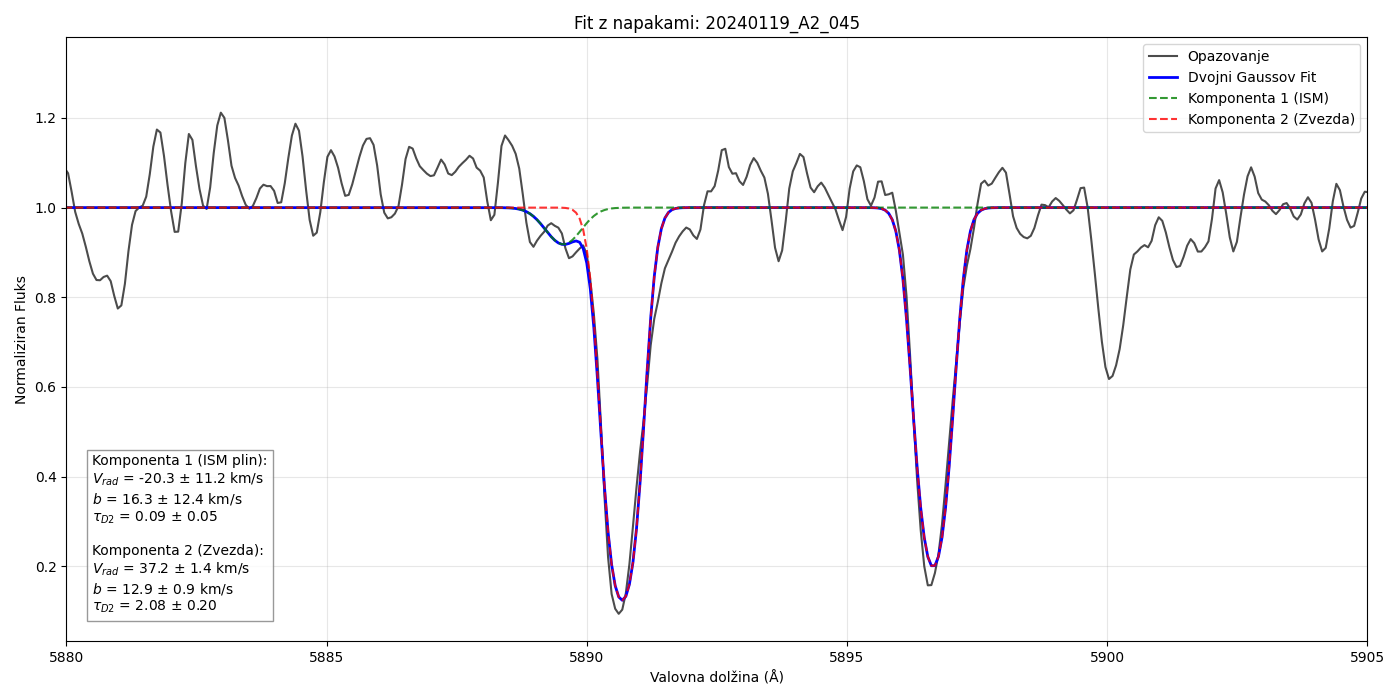 Fit z napakami: 20240119_A2_045
Opazovanje
Dvojni Gaussov Fit
Komponenta 1 (ISM)
Komponenta 2 (Zvezda)
Normaliziran Fluks
1.2
1.0
0.8
0.6
0.4
0.2
Komponenta 1 (ISM plin):
V_rad = -20.3 ± 11.2 km/s
b = 16.3 ± 12.4 km/s
τ_D2 = 0.09 ± 0.05
Komponenta 2 (Zvezda):
V_rad = 37.2 ± 1.4 km/s
b = 12.9 ± 0.9 km/s
τ_D2 = 2.08 ± 0.20
5880 5885 5890 5895 5900 5905
Valovna dolžina (Å)